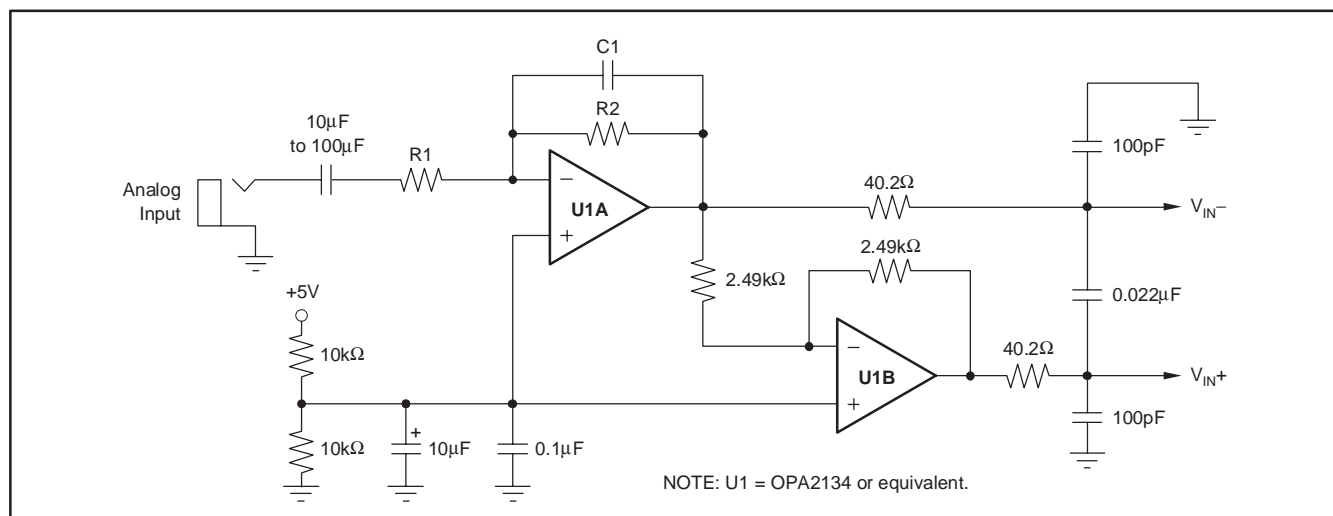 C1
R2
10μF
to 100μF
R1
100pF
Analog
Input
–
U1A
+
40.2Ω
V_IN–
2.49kΩ
2.49kΩ
+5V
0.022μF
10kΩ
–
U1B
+
40.2Ω
V_IN+
10kΩ
+
10μF
0.1μF
100pF
NOTE: U1 = OPA2134 or equivalent.